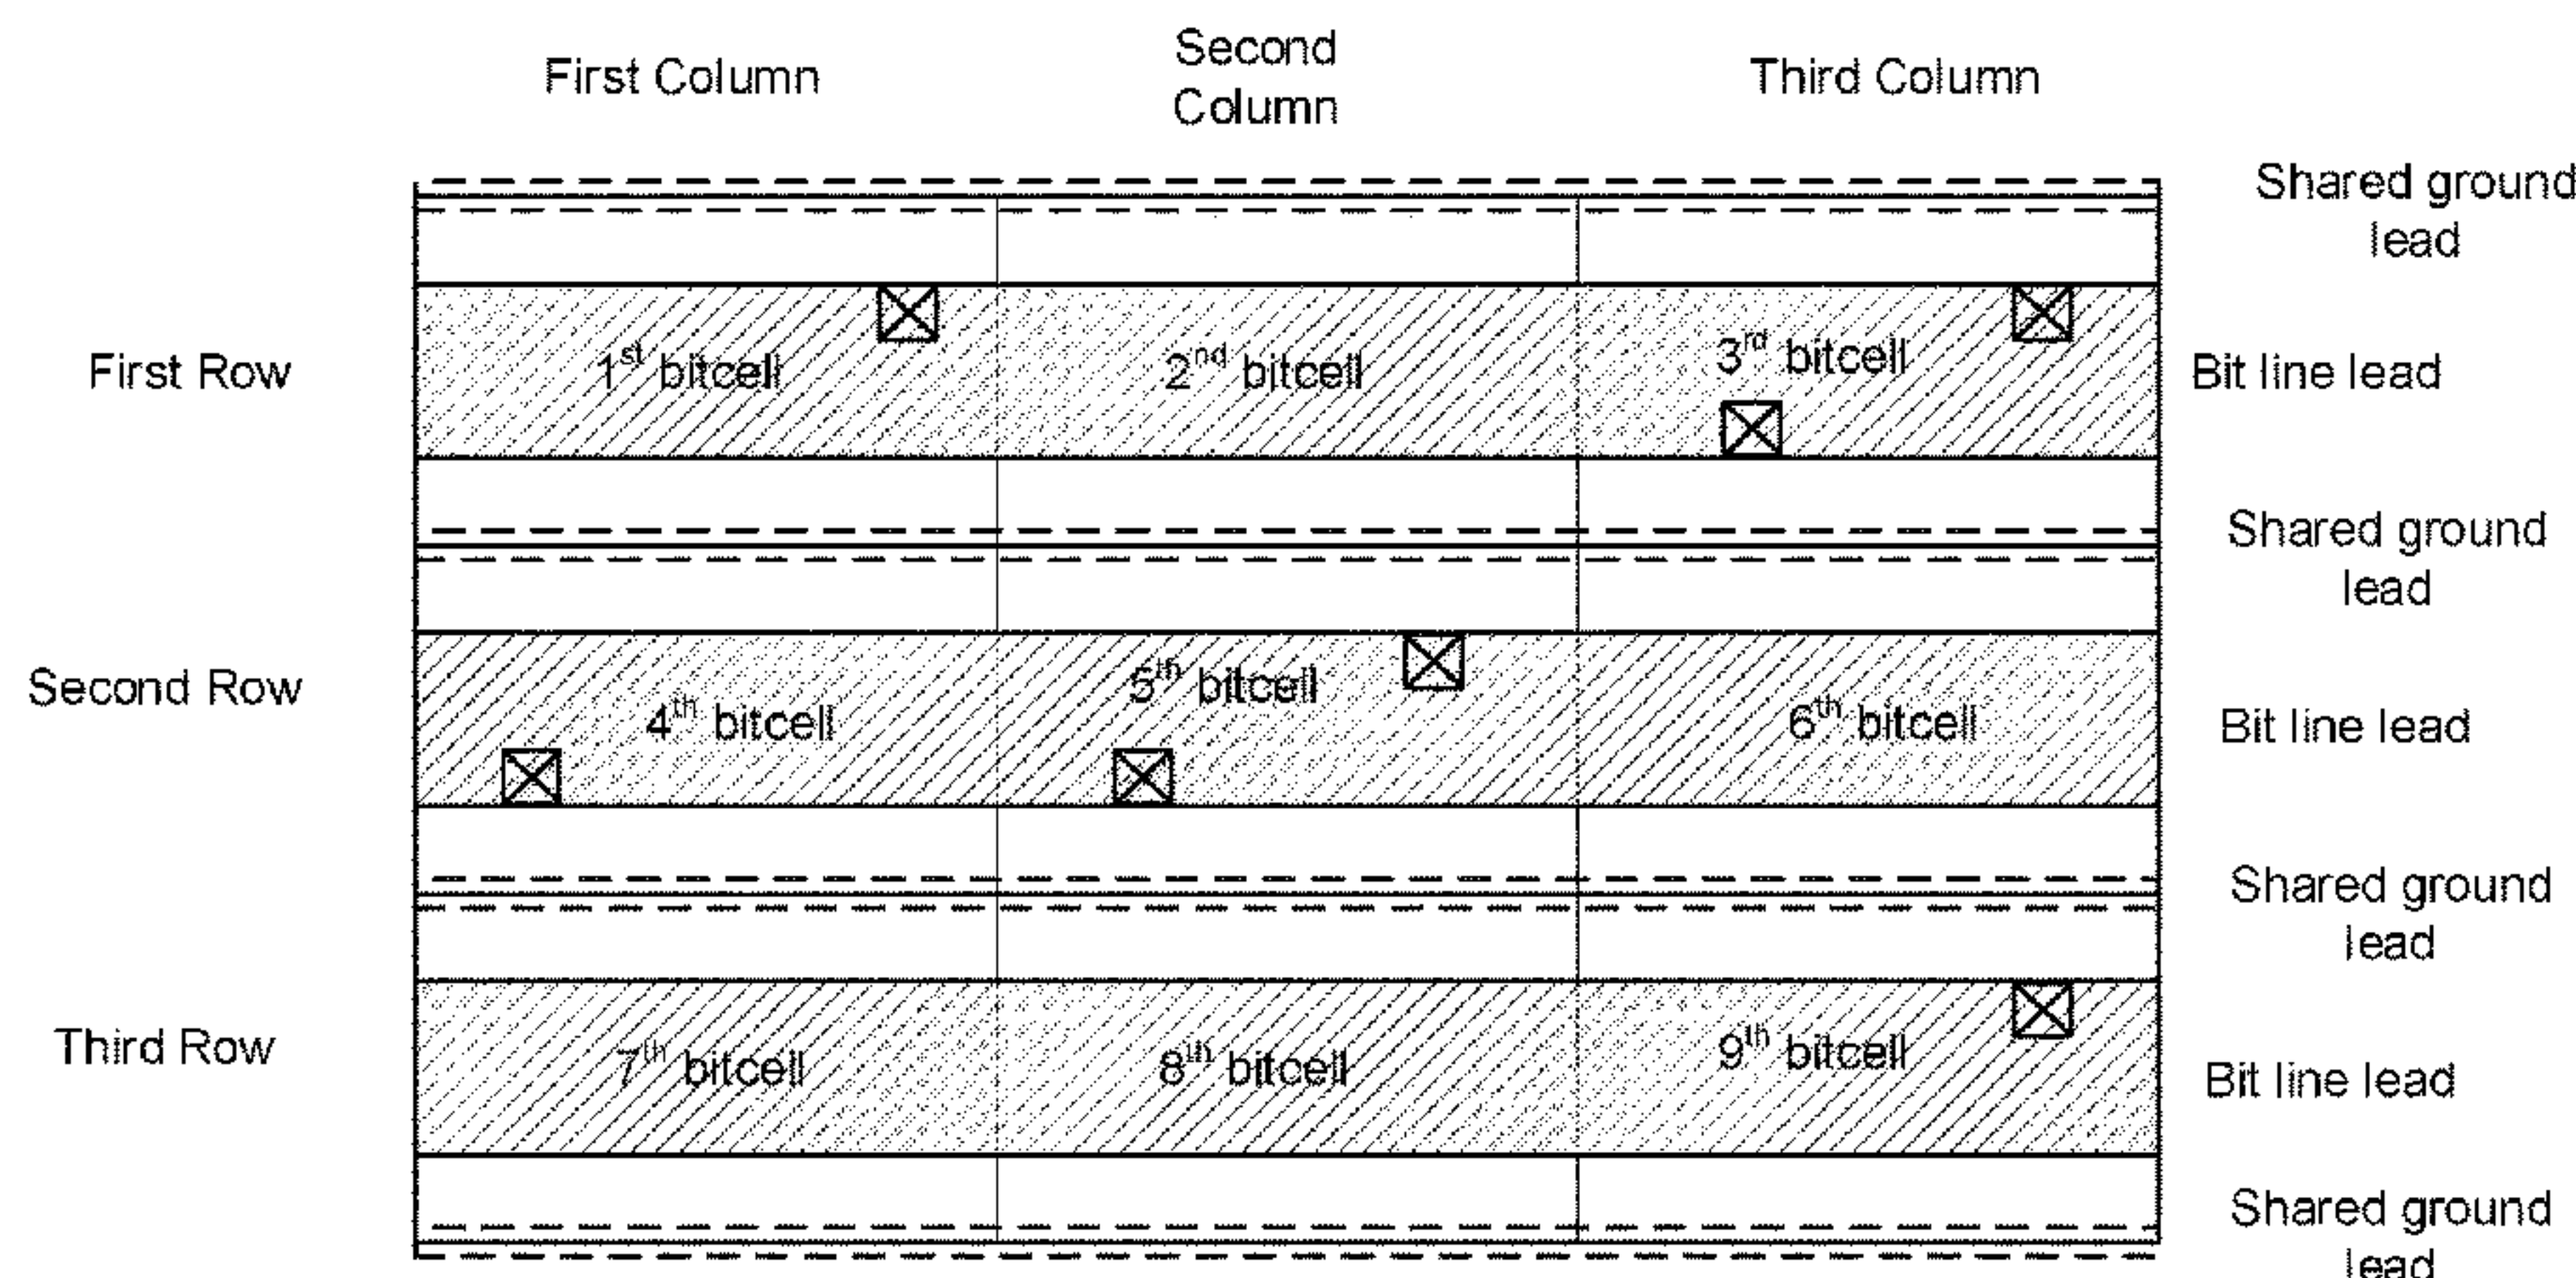 First Column
Second
Column
Third Column
Shared ground
lead
First Row
1st bitcell
2nd bitcell
3rd bitcell
Bit line lead
Shared ground
lead
Second Row
4th bitcell
5th bitcell
6th bitcell
Bit line lead
Shared ground
lead
Third Row
7th bitcell
8th bitcell
9th bitcell
Bit line lead
Shared ground
lead